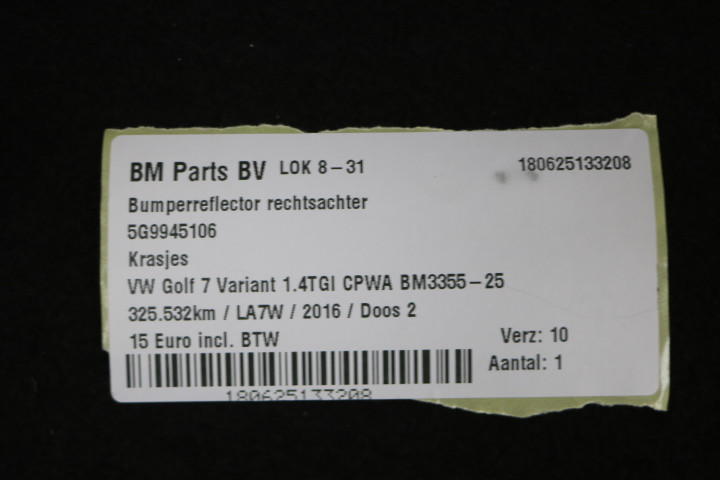 BM Parts BV LOK 8-31 180625133208
Bumperreflector rechtsachter
5G9945106
Krasjes
VW Golf 7 Variant 1.4TGI CPWA BM3355-25
325.532km / LA7W / 2016 / Doos 2
15 Euro incl. BTW Verz: 10
Aantal: 1
180625133208